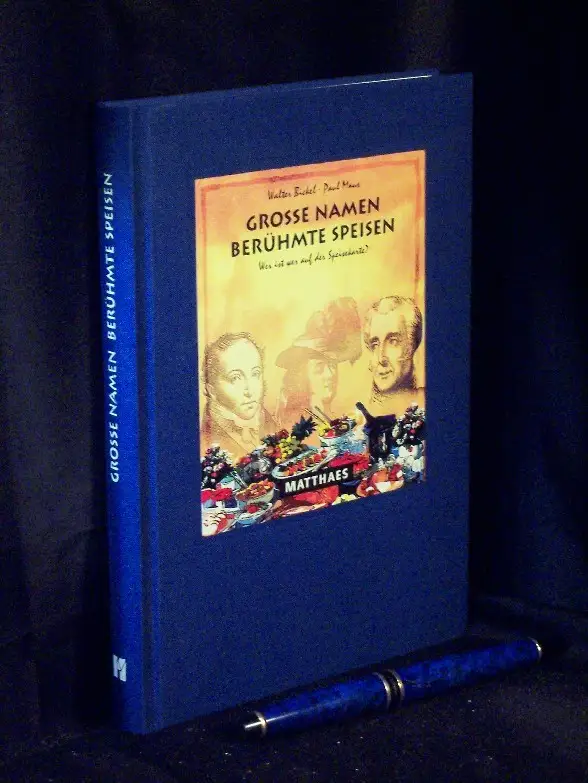 GROSSE NAMEN BERÜHMTE SPEISEN
Walter Bickel · Paul Maus
GROSSE NAMEN
BERÜHMTE SPEISEN
Wer ist wer auf der Speisekarte?
MATTHAES